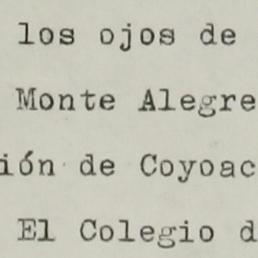 los ojos de
Monte Alegre
ión de Coyoac
El Colegio d